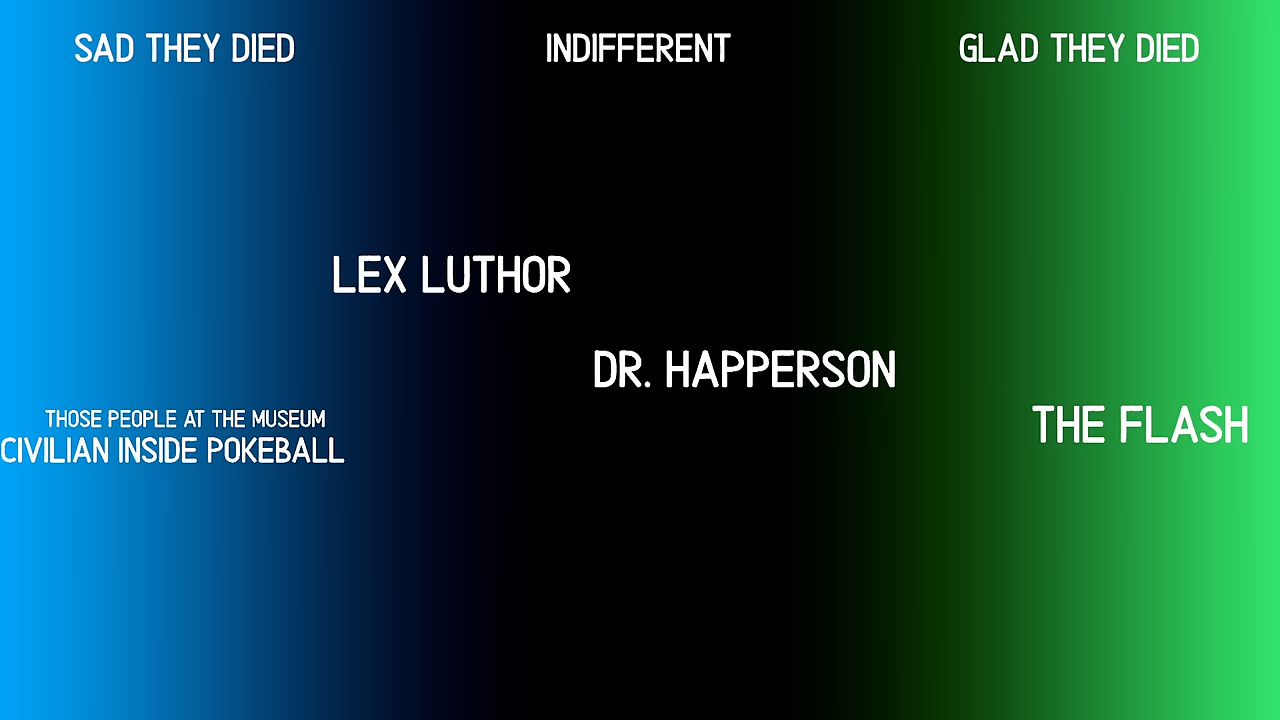 SAD THEY DIED
INDIFFERENT
GLAD THEY DIED
LEX LUTHOR
DR. HAPPERSON
THOSE PEOPLE AT THE MUSEUM
THE FLASH
CIVILIAN INSIDE POKEBALL